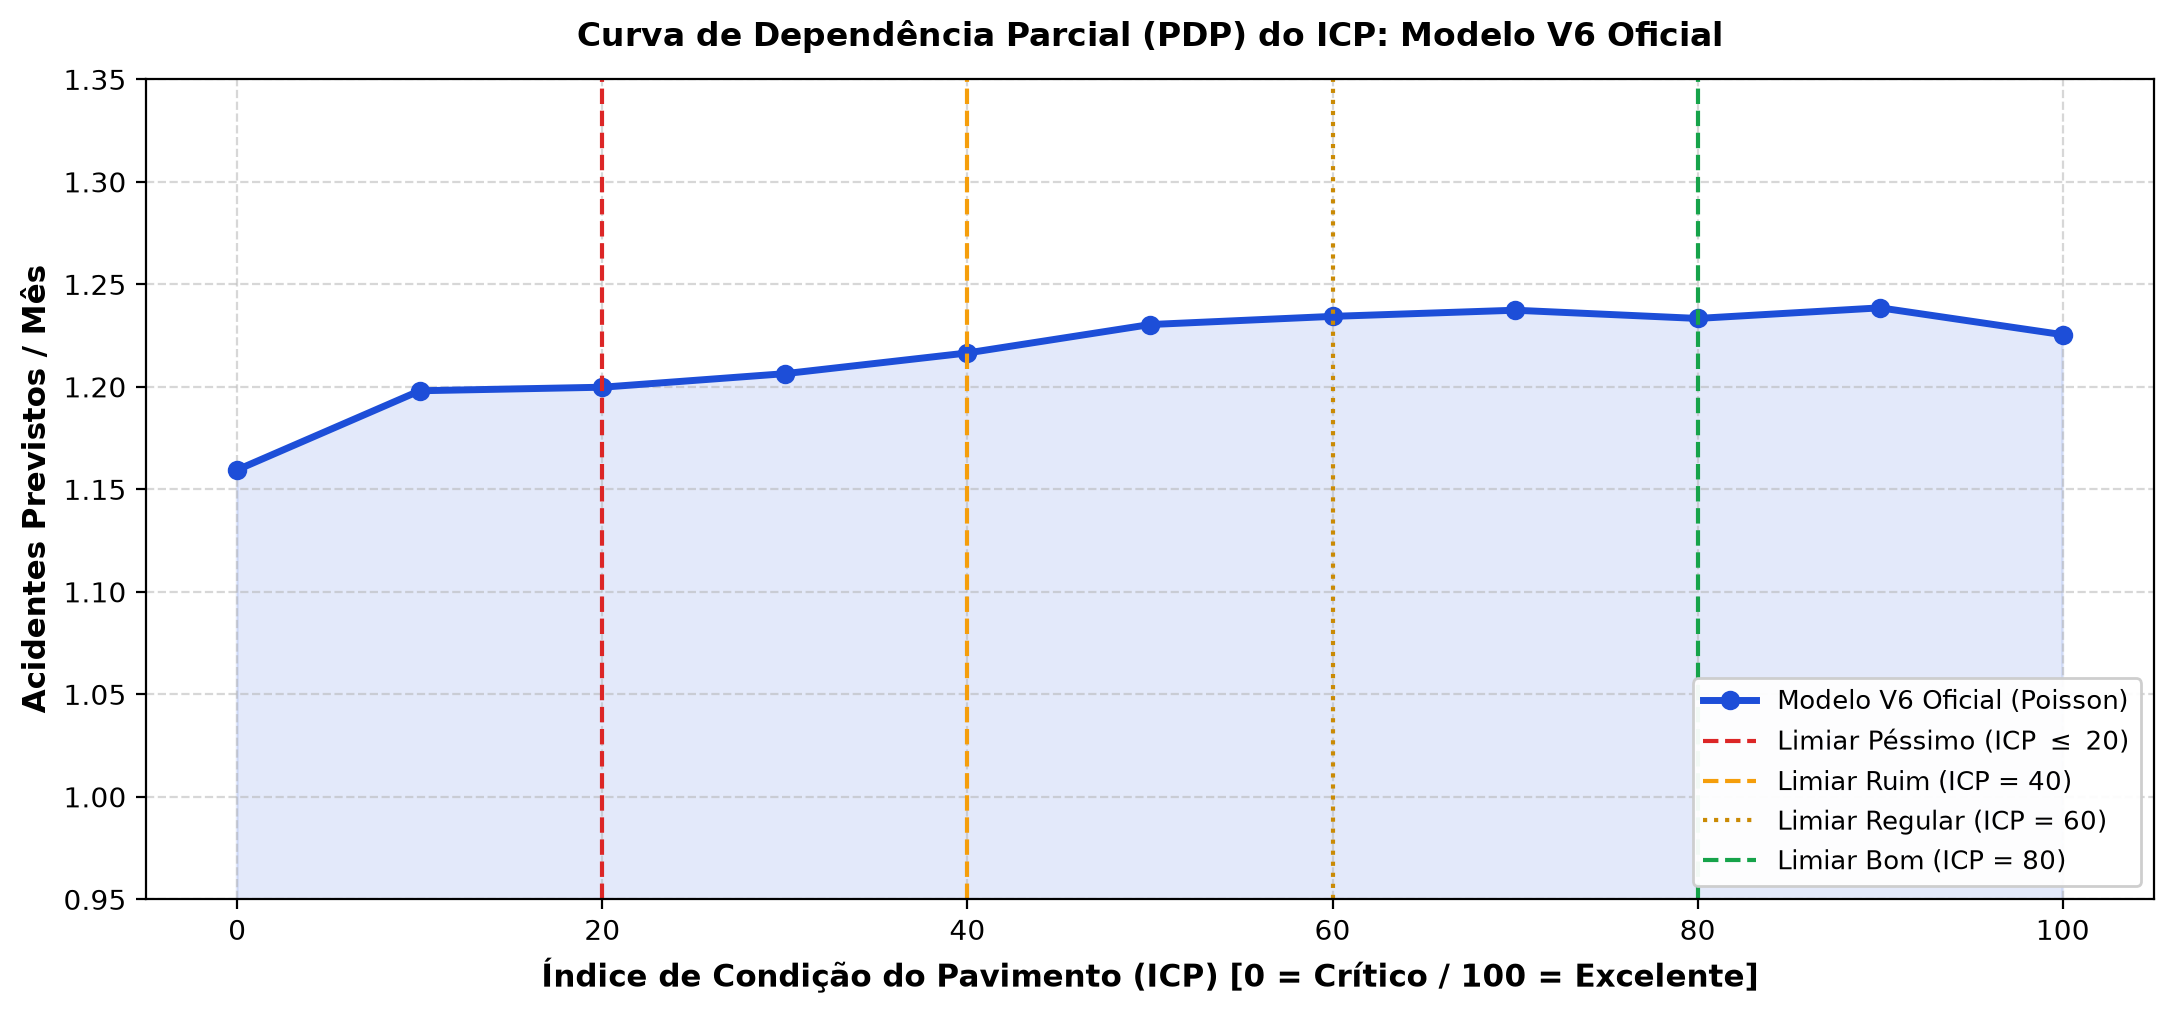 Curva de Dependência Parcial (PDP) do ICP: Modelo V6 Oficial
Acidentes Previstos / Mês
1.35
1.30
1.25
1.20
1.15
1.10
1.05
1.00
0.95
Modelo V6 Oficial (Poisson)
Limiar Péssimo (ICP ≤ 20)
Limiar Ruim (ICP = 40)
Limiar Regular (ICP = 60)
Limiar Bom (ICP = 80)
0 20 40 60 80 100
Índice de Condição do Pavimento (ICP) [0 = Crítico / 100 = Excelente]